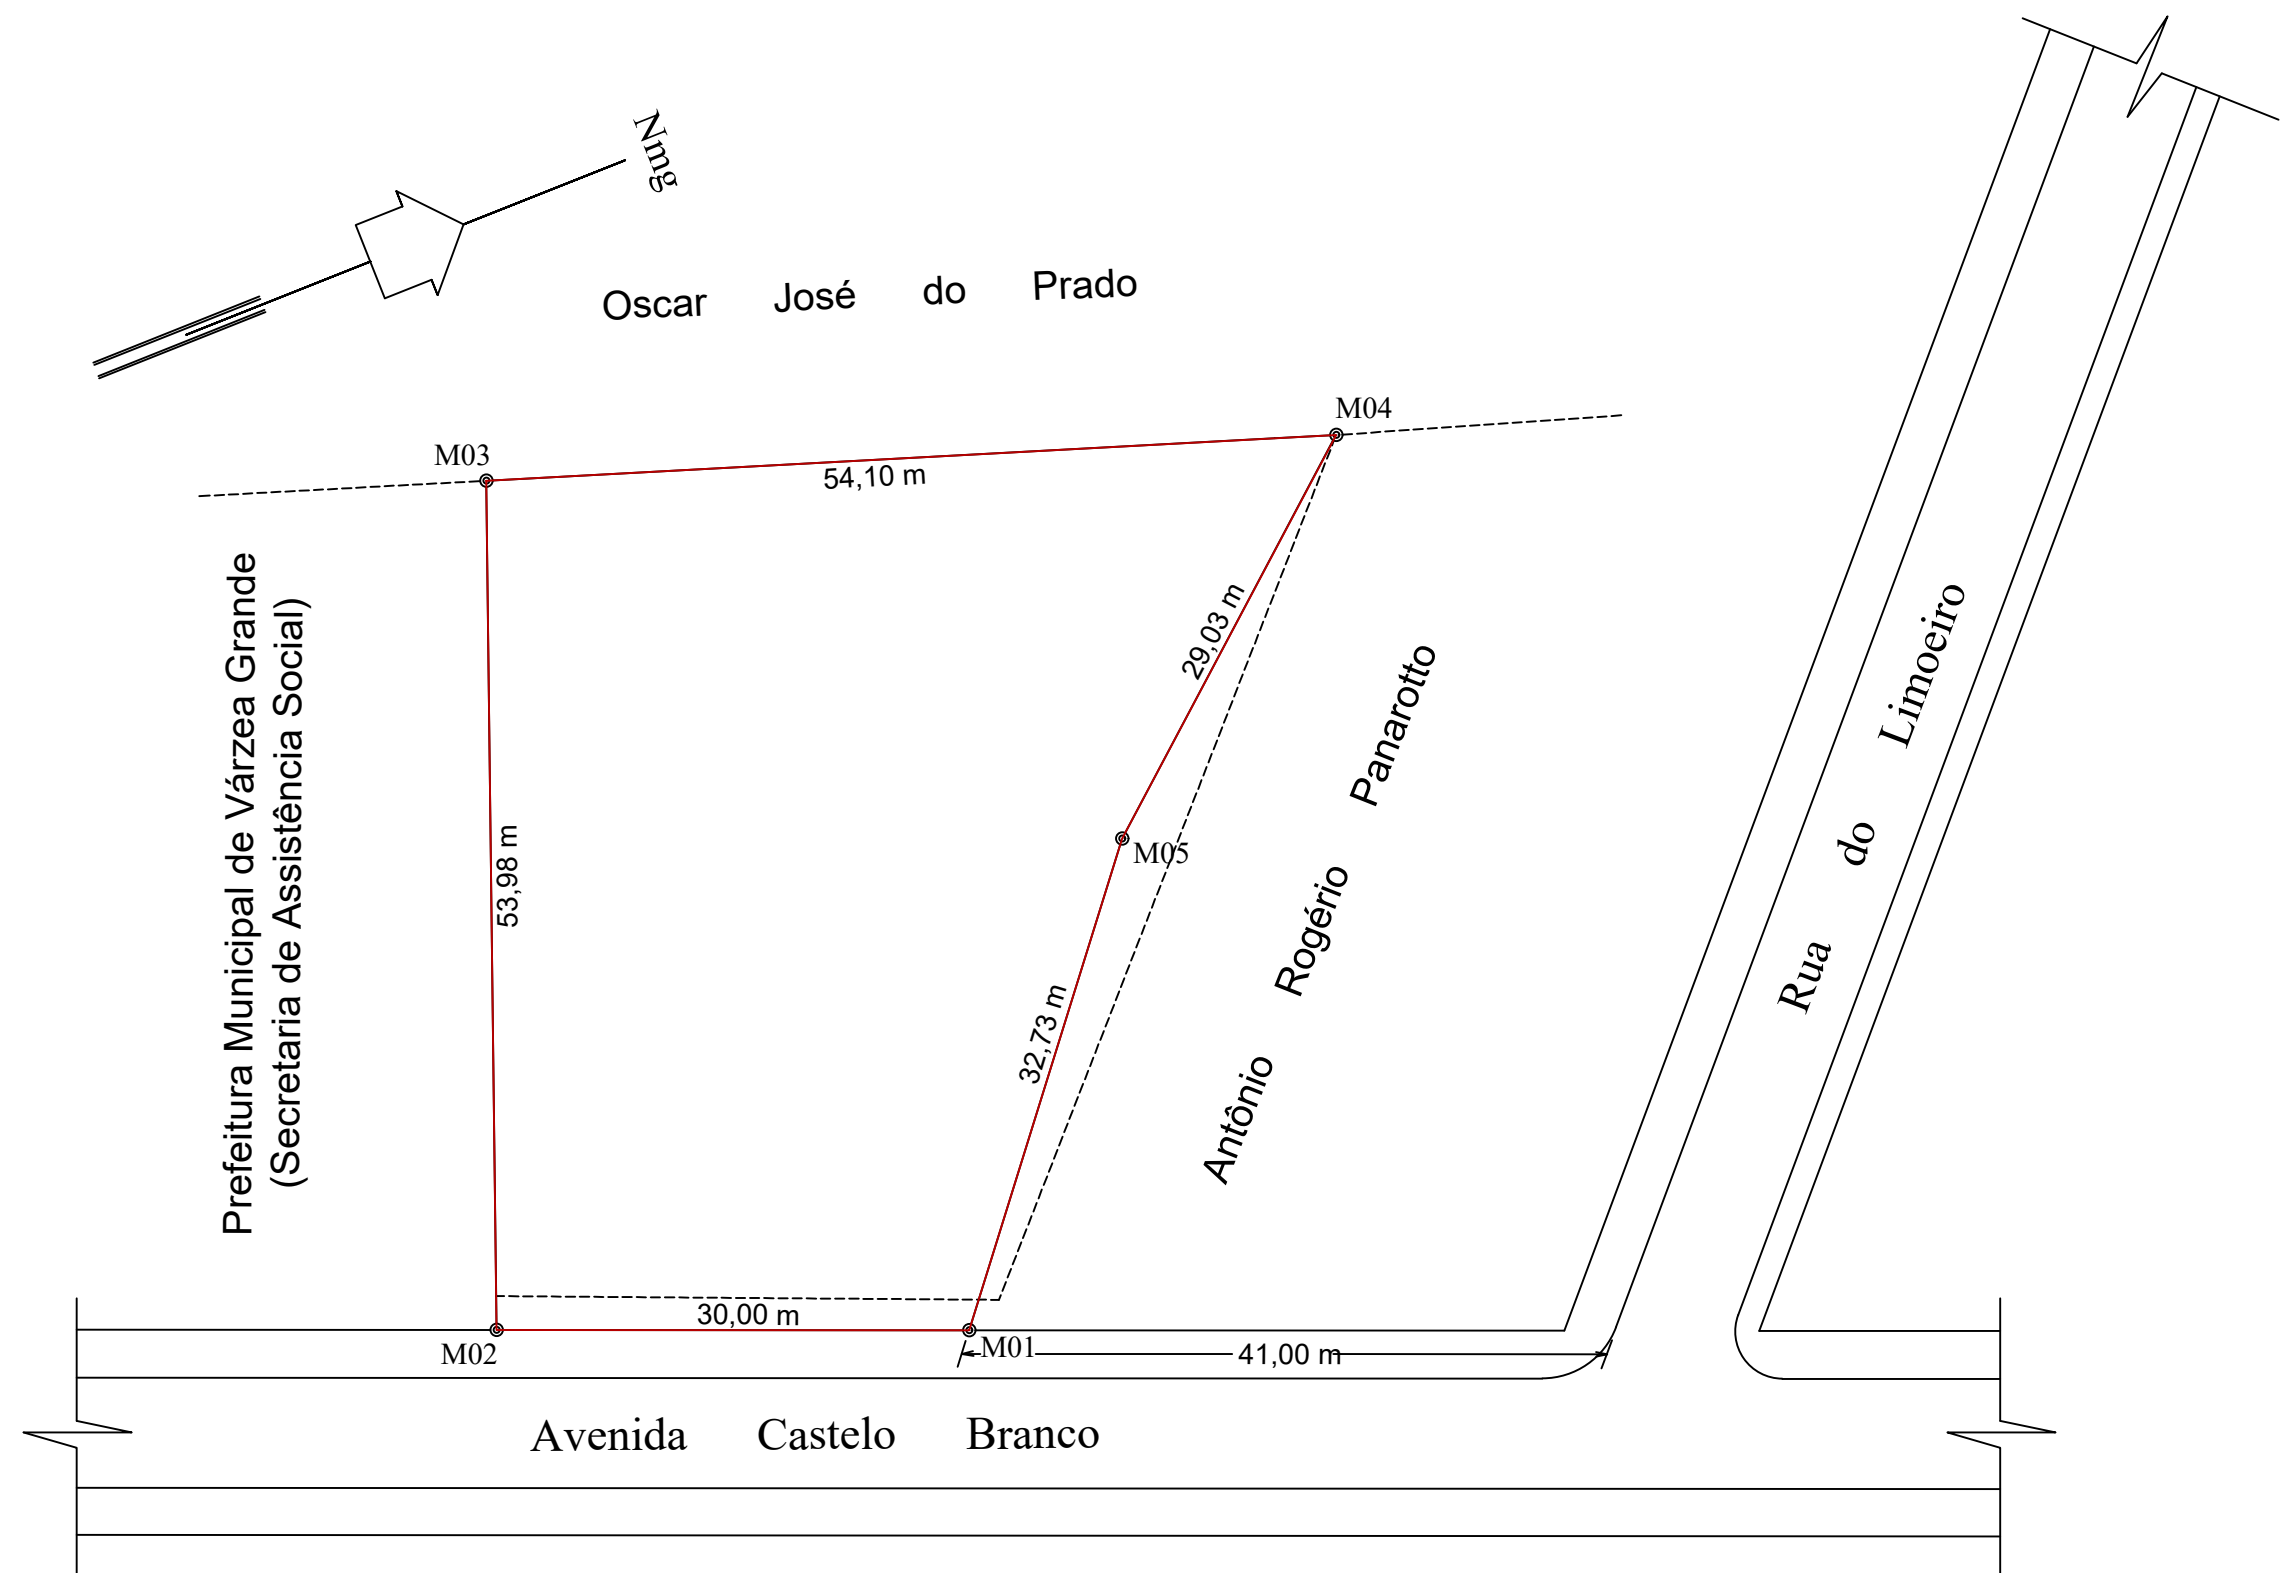 Nmg
Oscar José do Prado
M04
M03
54,10 m
Prefeitura Municipal de Várzea Grande
(Secretaria de Assistência Social)
53,98 m
29,03 m
M05
32,73 m
Antônio Rogério Panarotto
Rua do Limoeiro
30,00 m
M02
M01
41,00 m
Avenida Castelo Branco